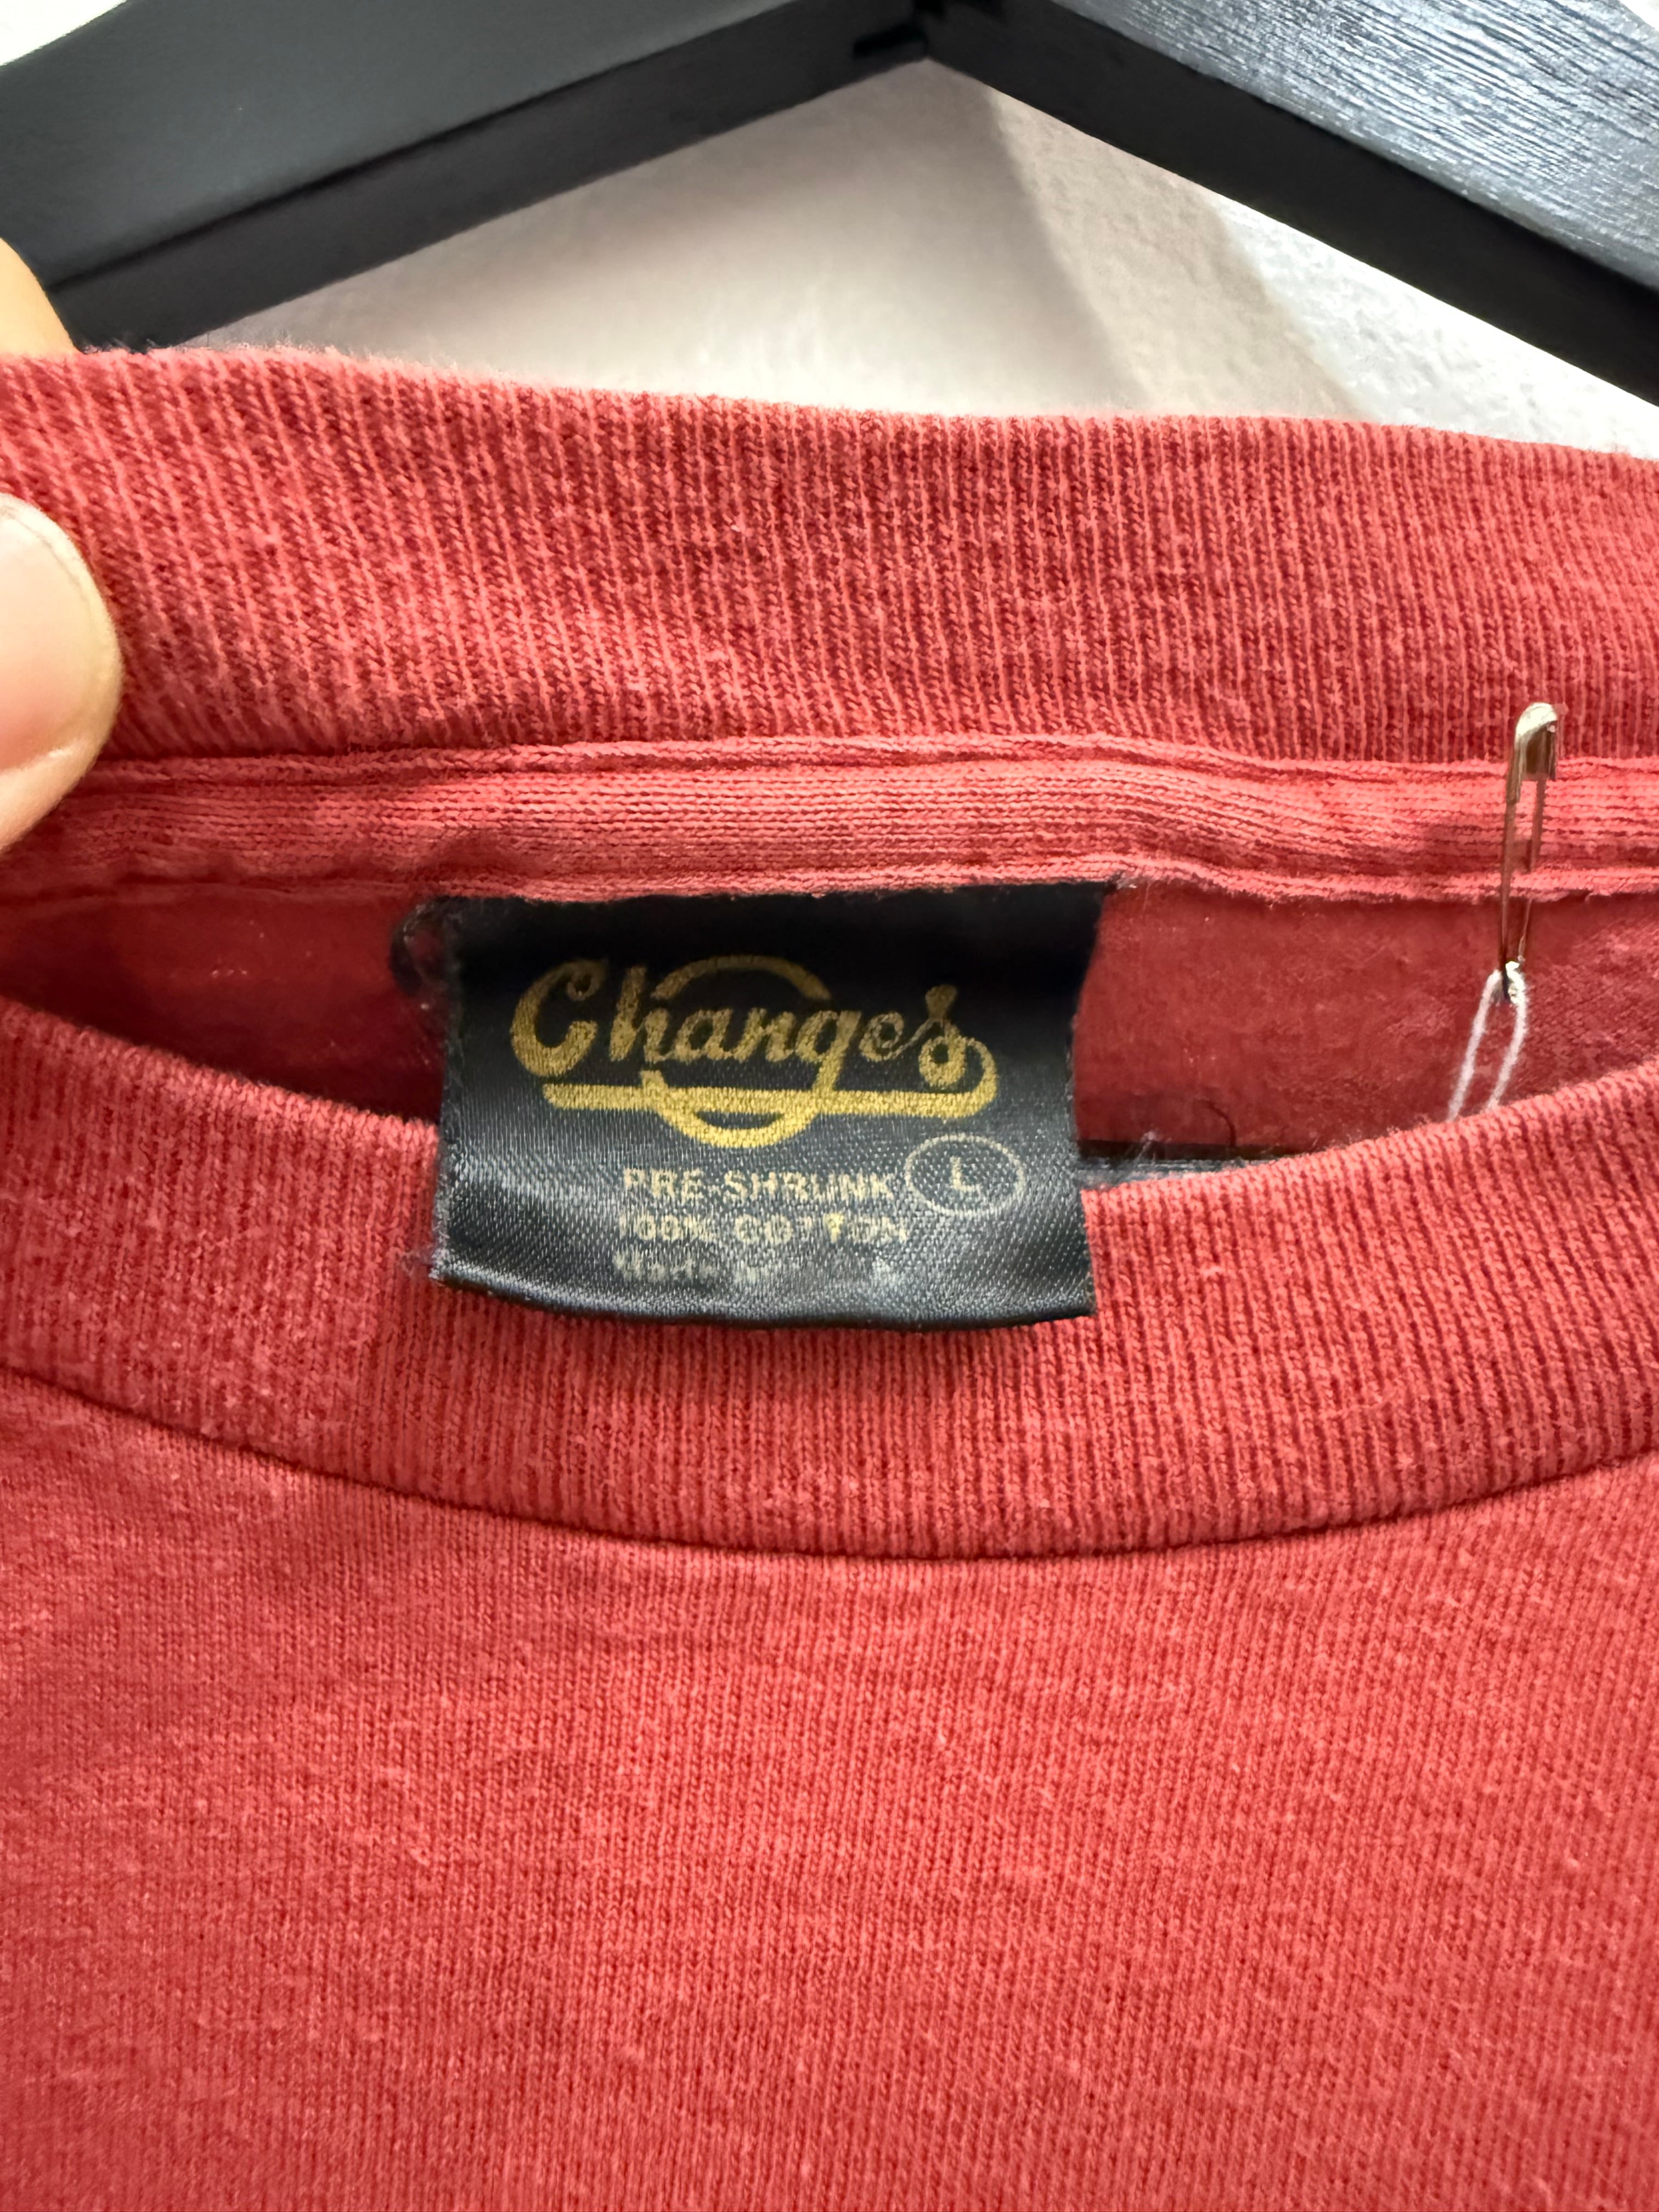 Changes
PRE-SHRUNK L
100% COTTON